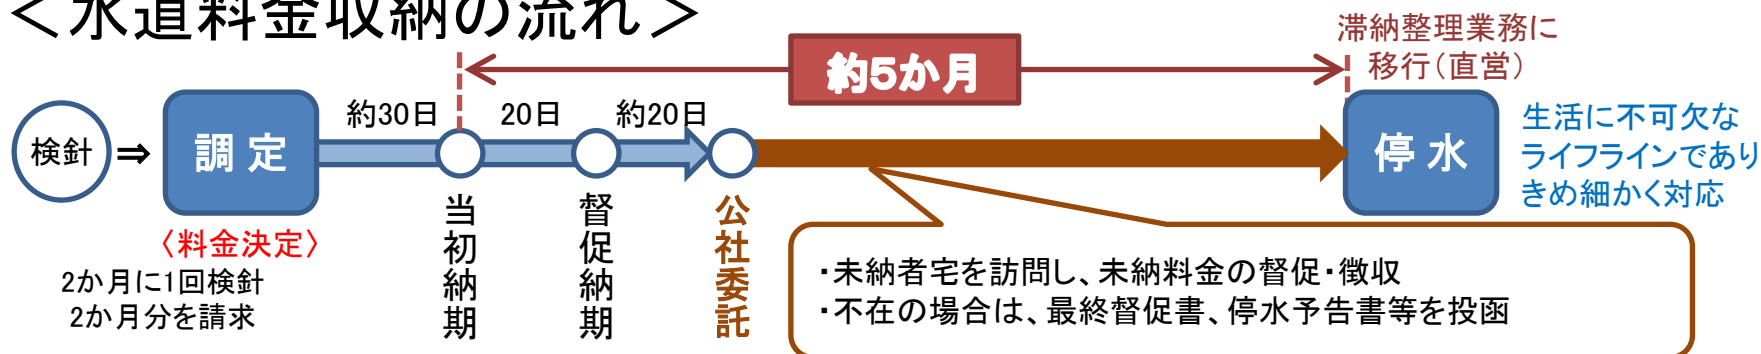 ＜水道料金収納の流れ＞
滞納整理業務に
移行(直営)
約5か月
検針
⇒
調 定
約30日
20日
約20日
停 水
生活に不可欠な
ライフラインであり
きめ細かく対応
当初納期
督促納期
公社委託
〈料金決定〉
2か月に1回検針
2か月分を請求
・未納者宅を訪問し、未納料金の督促・徴収
・不在の場合は、最終督促書、停水予告書等を投函